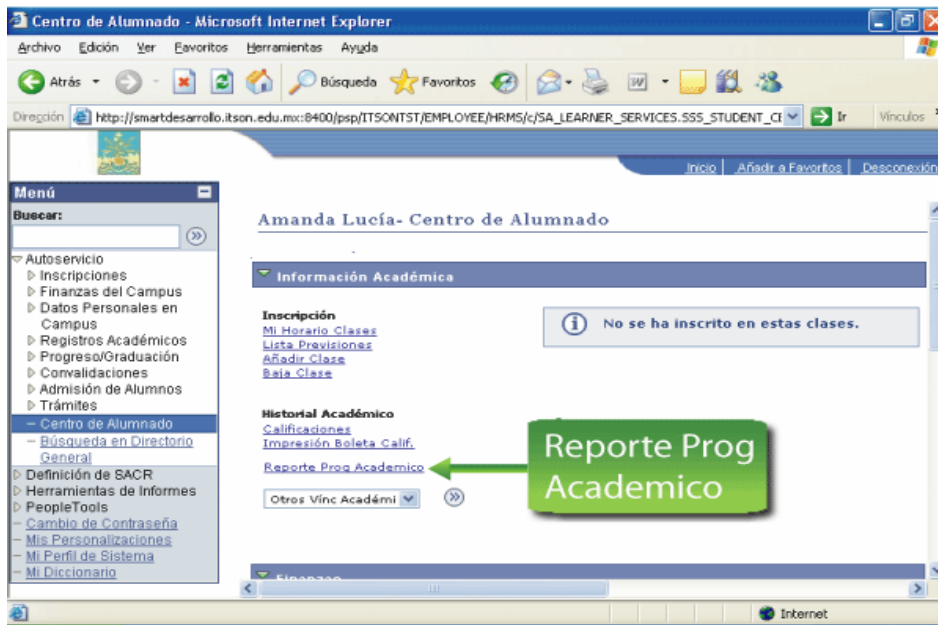 Centro de Alumnado - Microsoft Internet Explorer
Archivo Edición Ver Favoritos Herramientas Ayuda
Atrás Búsqueda Favoritos
Dirección http://smartdesarrollo.itson.edu.mx:8400/psp/ITSONTST/EMPLOYEE/HRMS/c/SA_LEARNER_SERVICES.SSS_STUDENT_CE Ir Vínculos
Inicio Añadir a Favoritos Desconexión
Menú
Buscar:
Autoservicio
Inscripciones
Finanzas del Campus
Datos Personales en
Campus
Registros Académicos
Progreso/Graduación
Convalidaciones
Admisión de Alumnos
Trámites
– Centro de Alumnado
– Búsqueda en Directorio
General
Definición de SACR
Herramientas de Informes
PeopleTools
– Cambio de Contraseña
– Mis Personalizaciones
– Mi Perfil de Sistema
– Mi Diccionario
Amanda Lucía- Centro de Alumnado
Información Académica
Inscripción
Mi Horario Clases
Lista Previsiones
Añadir Clase
Baja Clase
No se ha inscrito en estas clases.
Historial Académico
Calificaciones
Impresión Boleta Calif.
Reporte Prog Academico
Otros Vínc Académi
Reporte Prog
Academico
Internet